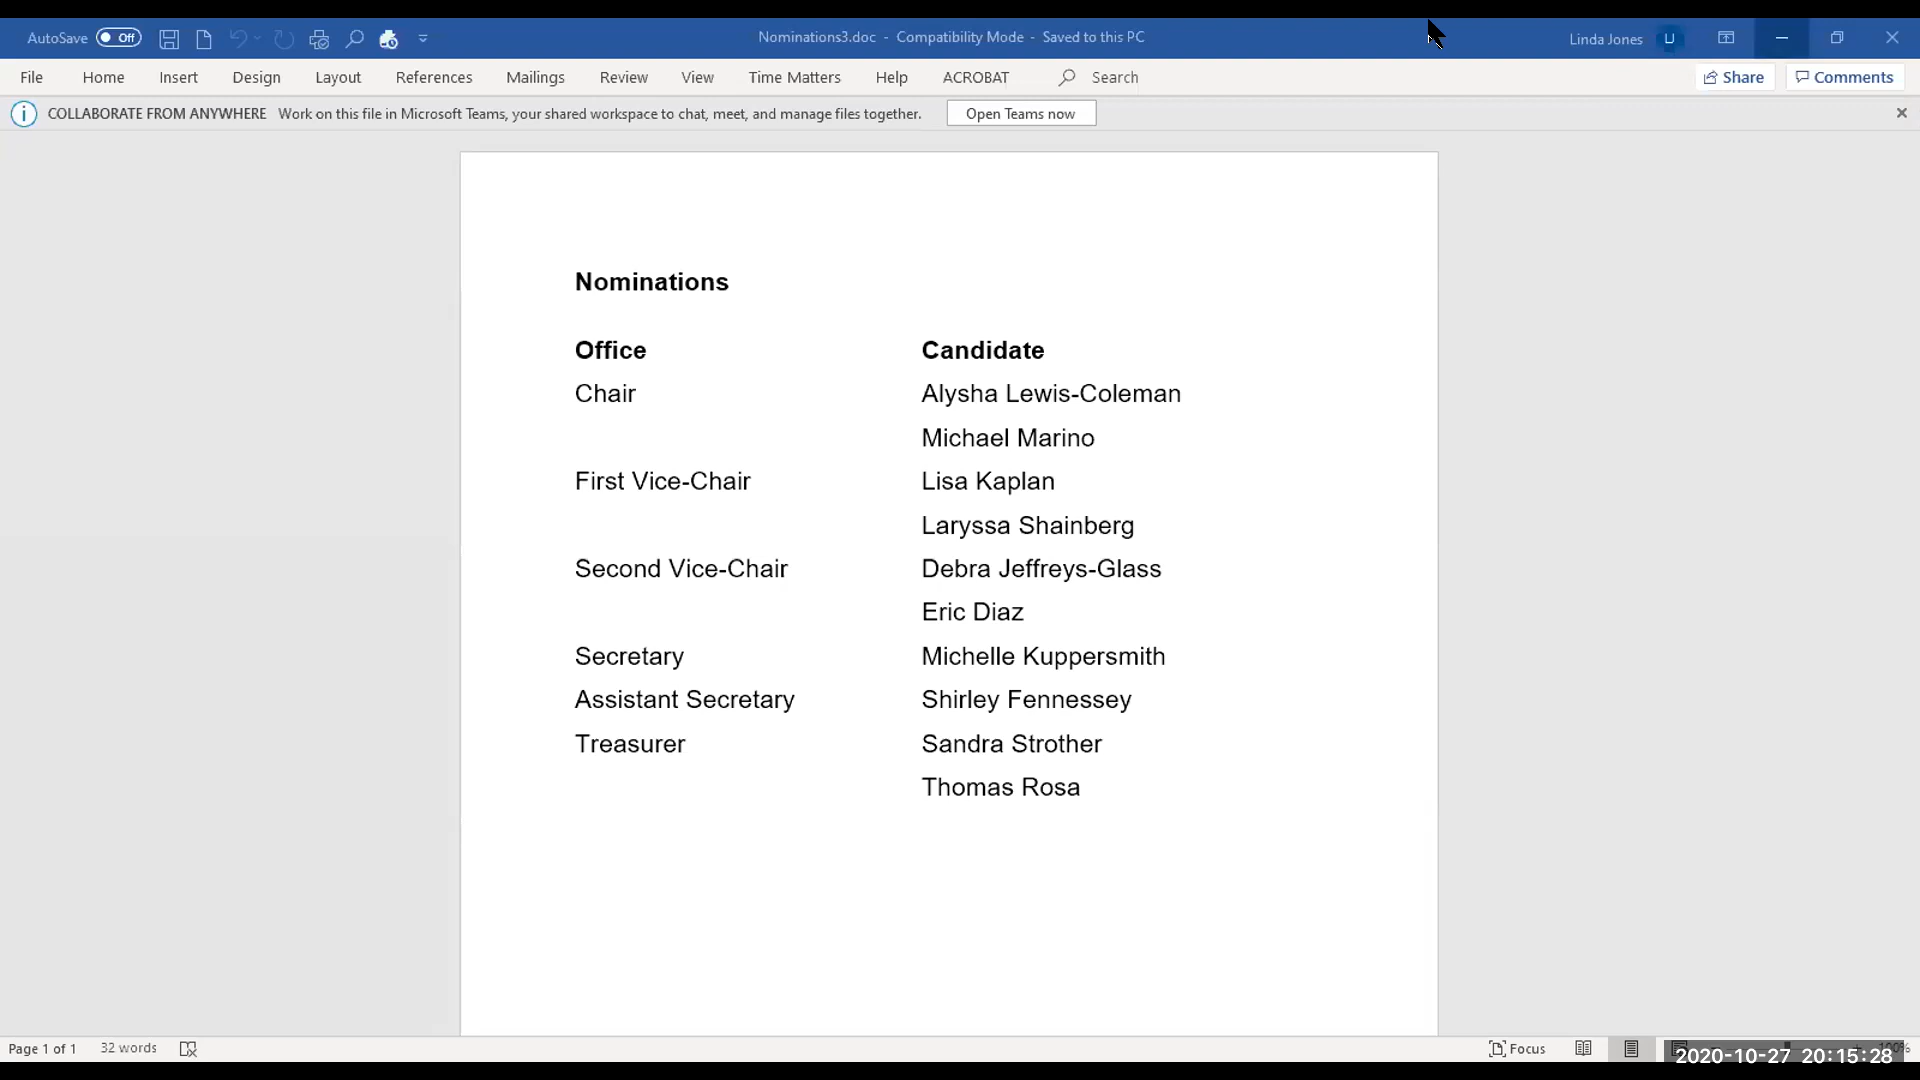 AutoSave Off Nominations3.doc - Compatibility Mode - Saved to this PC Linda Jones U
File Home Insert Design Layout References Mailings Review View Time Matters Help ACROBAT Search Share Comments
COLLABORATE FROM ANYWHERE Work on this file in Microsoft Teams, your shared workspace to chat, meet, and manage files together. Open Teams now
Nominations
Office Candidate
Chair Alysha Lewis-Coleman
Michael Marino
First Vice-Chair Lisa Kaplan
Laryssa Shainberg
Second Vice-Chair Debra Jeffreys-Glass
Eric Diaz
Secretary Michelle Kuppersmith
Assistant Secretary Shirley Fennessey
Treasurer Sandra Strother
Thomas Rosa
Page 1 of 1 32 words Focus
2020-10-27 20:15:28